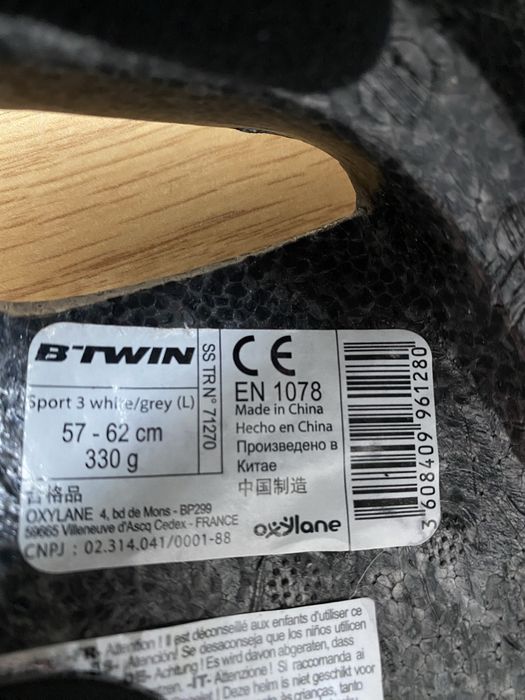 B'TWIN
Sport 3 white/grey (L)
57 - 62 cm
330 g
SS TR N° 71270
CE
EN 1078
Made in China
Hecho en China
Произведено в
Китае
中国制造
合格品
OXYLANE 4, bd de Mons - BP299
59665 Villeneuve d'Ascq Cedex - FRANCE
CNPJ : 02.314.041/0001-88
oxylane
3 608409 961280
Attention ! Il est déconseillé aux enfants d'utiliser ce
Atención! Se desaconseja que los niños utilicen
Achtung ! Es wird davon abgeraten, dass
-IT- Attenzione ! Si raccomanda ai
Deze helm is niet geschikt voor
às crianças, tanto